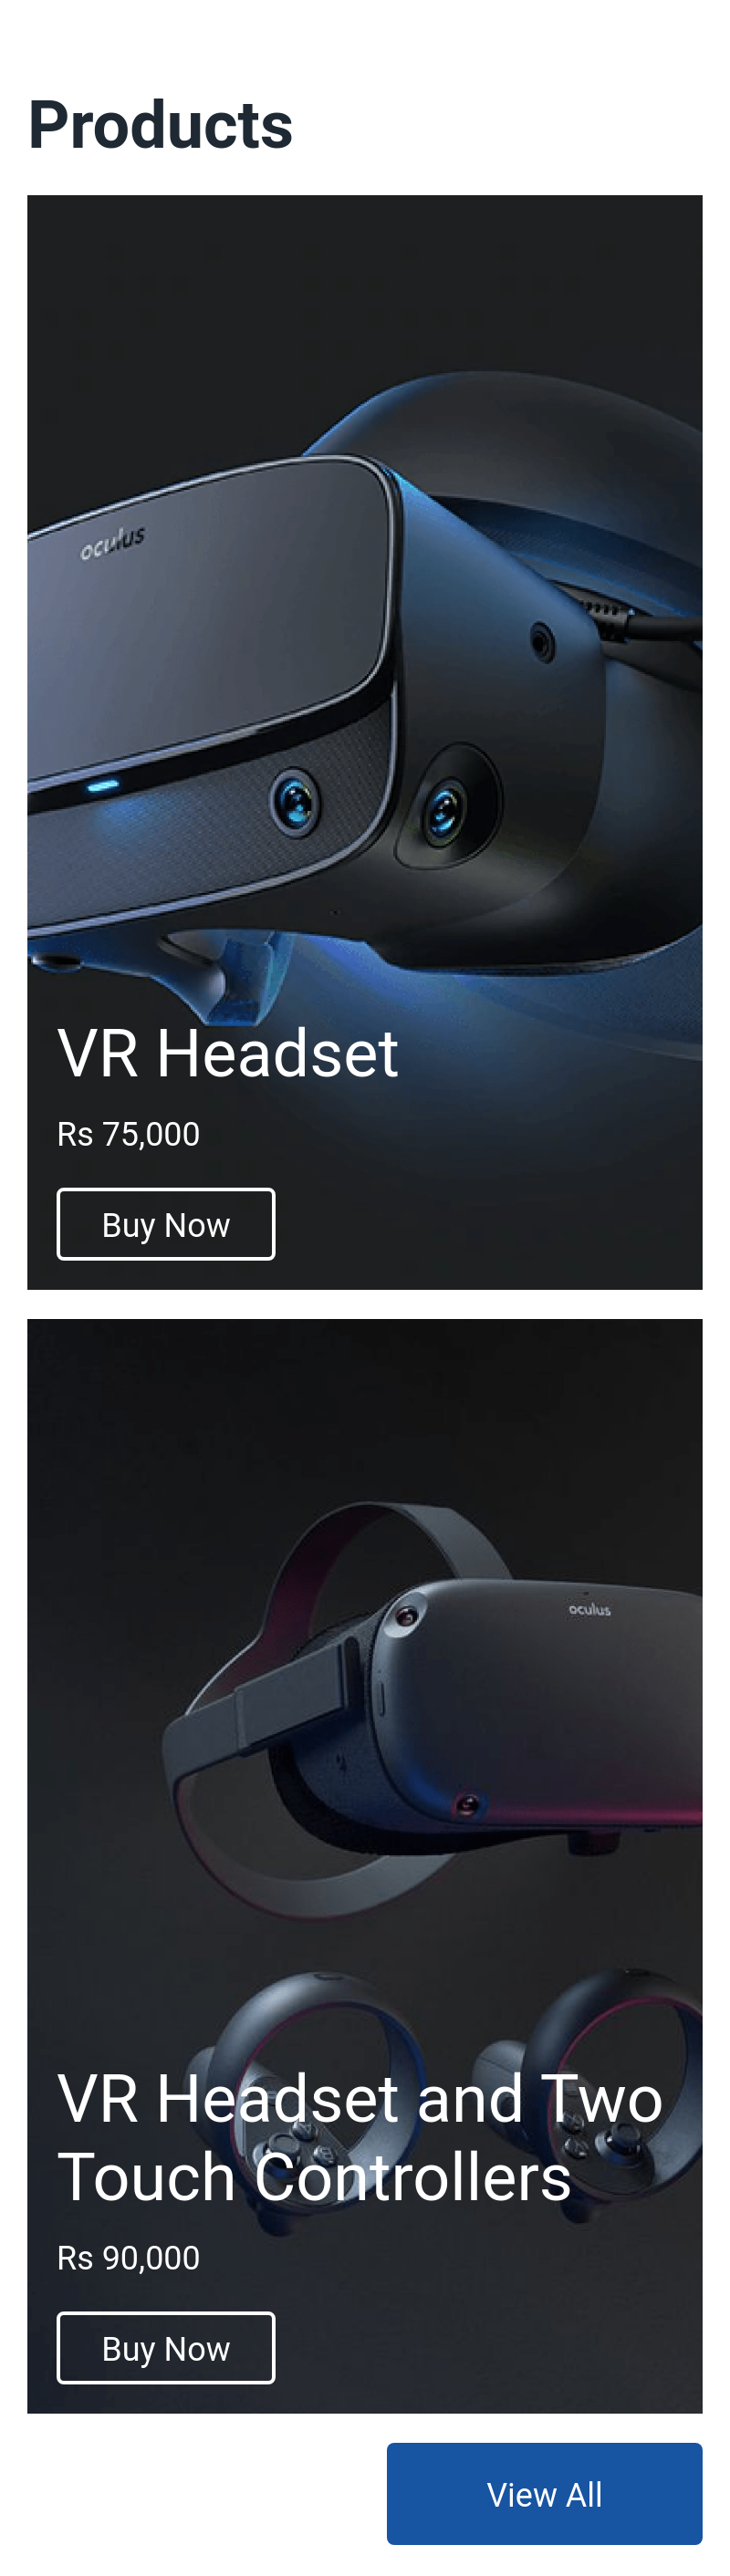 Products
oculus
VR Headset
Rs 75,000
Buy Now
oculus
VR Headset and Two
Touch Controllers
Rs 90,000
Buy Now
View All